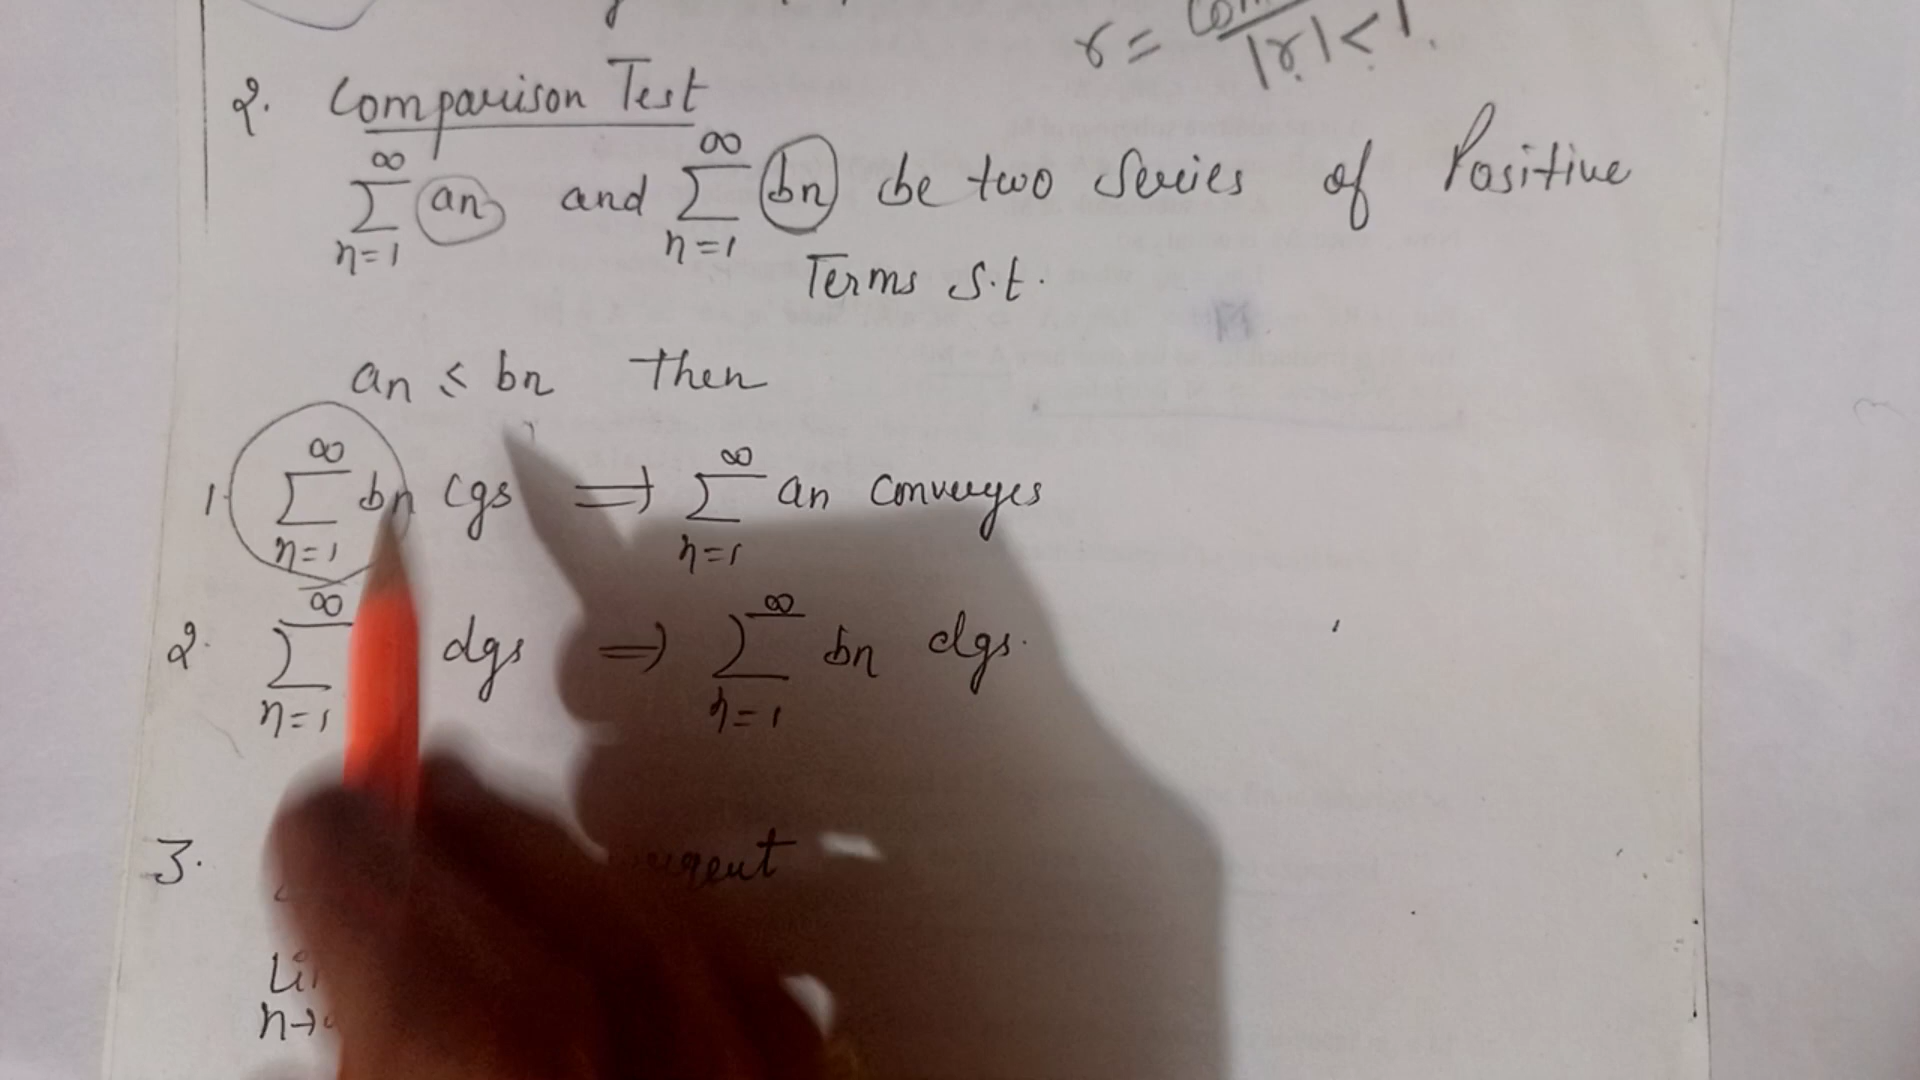 r = |r| < 1.
2. Comparison Test
∞ ∑ n=1 an and ∞ ∑ n=1 bn be two Series of Positive
Terms s.t.
an ≤ bn Then
1. ∞ ∑ n=1 bn cgs ⇒ ∞ ∑ n=1 an converges
2. ∞ ∑ n=1 dgs ⇒ ∞ ∑ n=1 bn dgs.
3.
n→